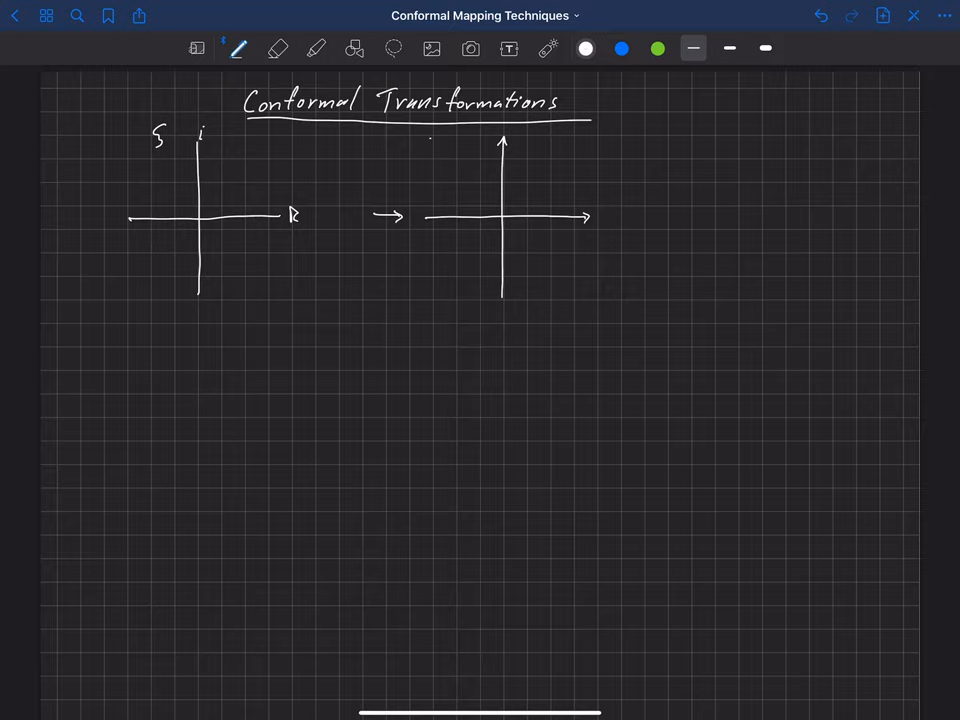 Conformal Mapping Techniques
T
Conformal Transformations
i
ℝ